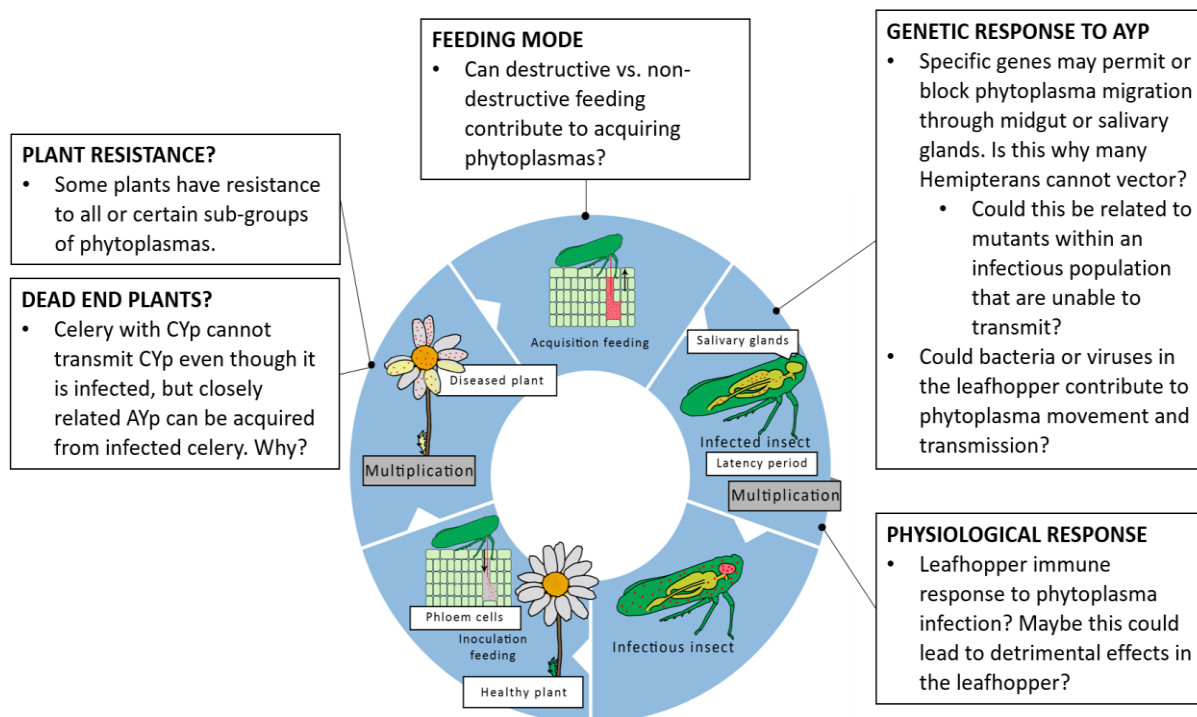 FEEDING MODE
• Can destructive vs. non-
destructive feeding
contribute to acquiring
phytoplasmas?
GENETIC RESPONSE TO AYP
• Specific genes may permit or
block phytoplasma migration
through midgut or salivary
glands. Is this why many
Hemipterans cannot vector?
• Could this be related to
mutants within an
infectious population
that are unable to
transmit?
• Could bacteria or viruses in
the leafhopper contribute to
phytoplasma movement and
transmission?
PLANT RESISTANCE?
• Some plants have resistance
to all or certain sub-groups
of phytoplasmas.
DEAD END PLANTS?
• Celery with CYp cannot
transmit CYp even though it
is infected, but closely
related AYp can be acquired
from infected celery. Why?
PHYSIOLOGICAL RESPONSE
• Leafhopper immune
response to phytoplasma
infection? Maybe this could
lead to detrimental effects in
the leafhopper?
Acquisition feeding
Salivary glands
Infected insect
Latency period
Multiplication
Infectious insect
Phloem cells
Inoculation
feeding
Healthy plant
Diseased plant
Multiplication